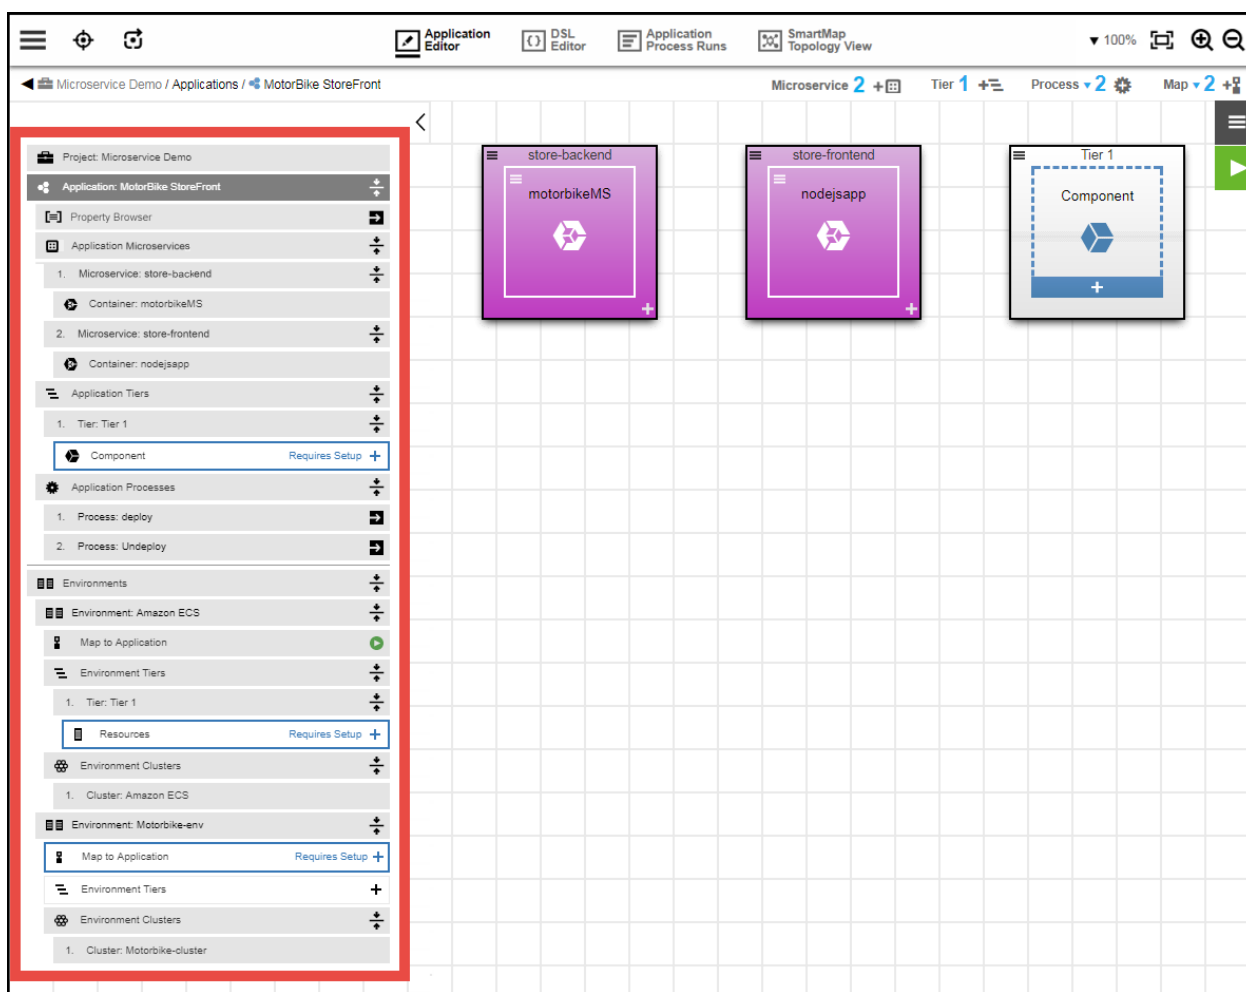 Application Editor
DSL Editor
Application Process Runs
SmartMap Topology View
▼ 100%
Microservice Demo / Applications / MotorBike StoreFront
Microservice 2 +
Tier 1 +
Process ▾ 2
Map ▾ 2 +
Project: Microservice Demo
Application: MotorBike StoreFront
Property Browser
Application Microservices
1. Microservice: store-backend
Container: motorbikeMS
2. Microservice: store-frontend
Container: nodejsapp
Application Tiers
1. Tier: Tier 1
Component Requires Setup +
Application Processes
1. Process: deploy
2. Process: Undeploy
Environments
Environment: Amazon ECS
Map to Application
Environment Tiers
1. Tier: Tier 1
Resources Requires Setup +
Environment Clusters
1. Cluster: Amazon ECS
Environment: Motorbike-env
Map to Application Requires Setup +
Environment Tiers +
Environment Clusters
1. Cluster: Motorbike-cluster
store-backend
motorbikeMS
+
store-frontend
nodejsapp
+
Tier 1
Component
+